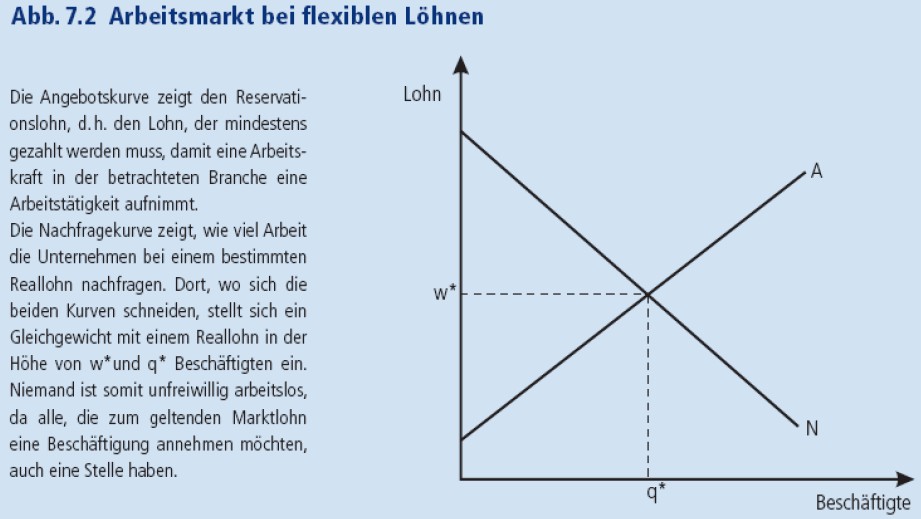 Abb. 7.2 Arbeitsmarkt bei flexiblen Löhnen
Die Angebotskurve zeigt den Reservati-
onslohn, d. h. den Lohn, der mindestens
gezahlt werden muss, damit eine Arbeits-
kraft in der betrachteten Branche eine
Arbeitstätigkeit aufnimmt.
Die Nachfragekurve zeigt, wie viel Arbeit
die Unternehmen bei einem bestimmten
Reallohn nachfragen. Dort, wo sich die
beiden Kurven schneiden, stellt sich ein
Gleichgewicht mit einem Reallohn in der
Höhe von w*und q* Beschäftigten ein.
Niemand ist somit unfreiwillig arbeitslos,
da alle, die zum geltenden Marktlohn
eine Beschäftigung annehmen möchten,
auch eine Stelle haben.
Lohn
A
w*
N
q*
Beschäftigte